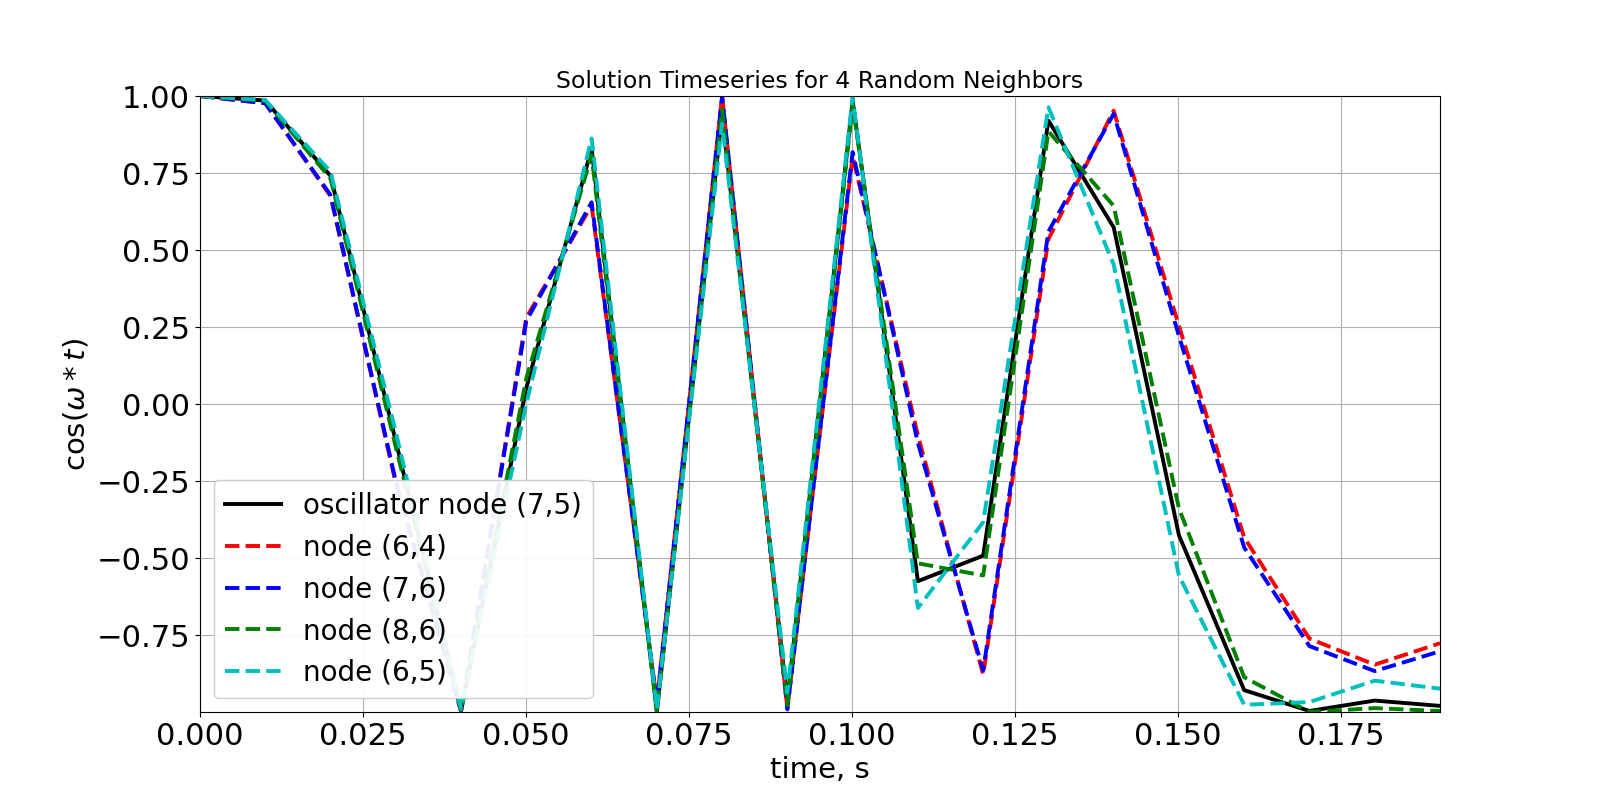 Solution Timeseries for 4 Random Neighbors
1.00
0.75
0.50
0.25
0.00
−0.25
−0.50
−0.75
cos(ω * t)
oscillator node (7,5)
node (6,4)
node (7,6)
node (8,6)
node (6,5)
0.000 0.025 0.050 0.075 0.100 0.125 0.150 0.175
time, s